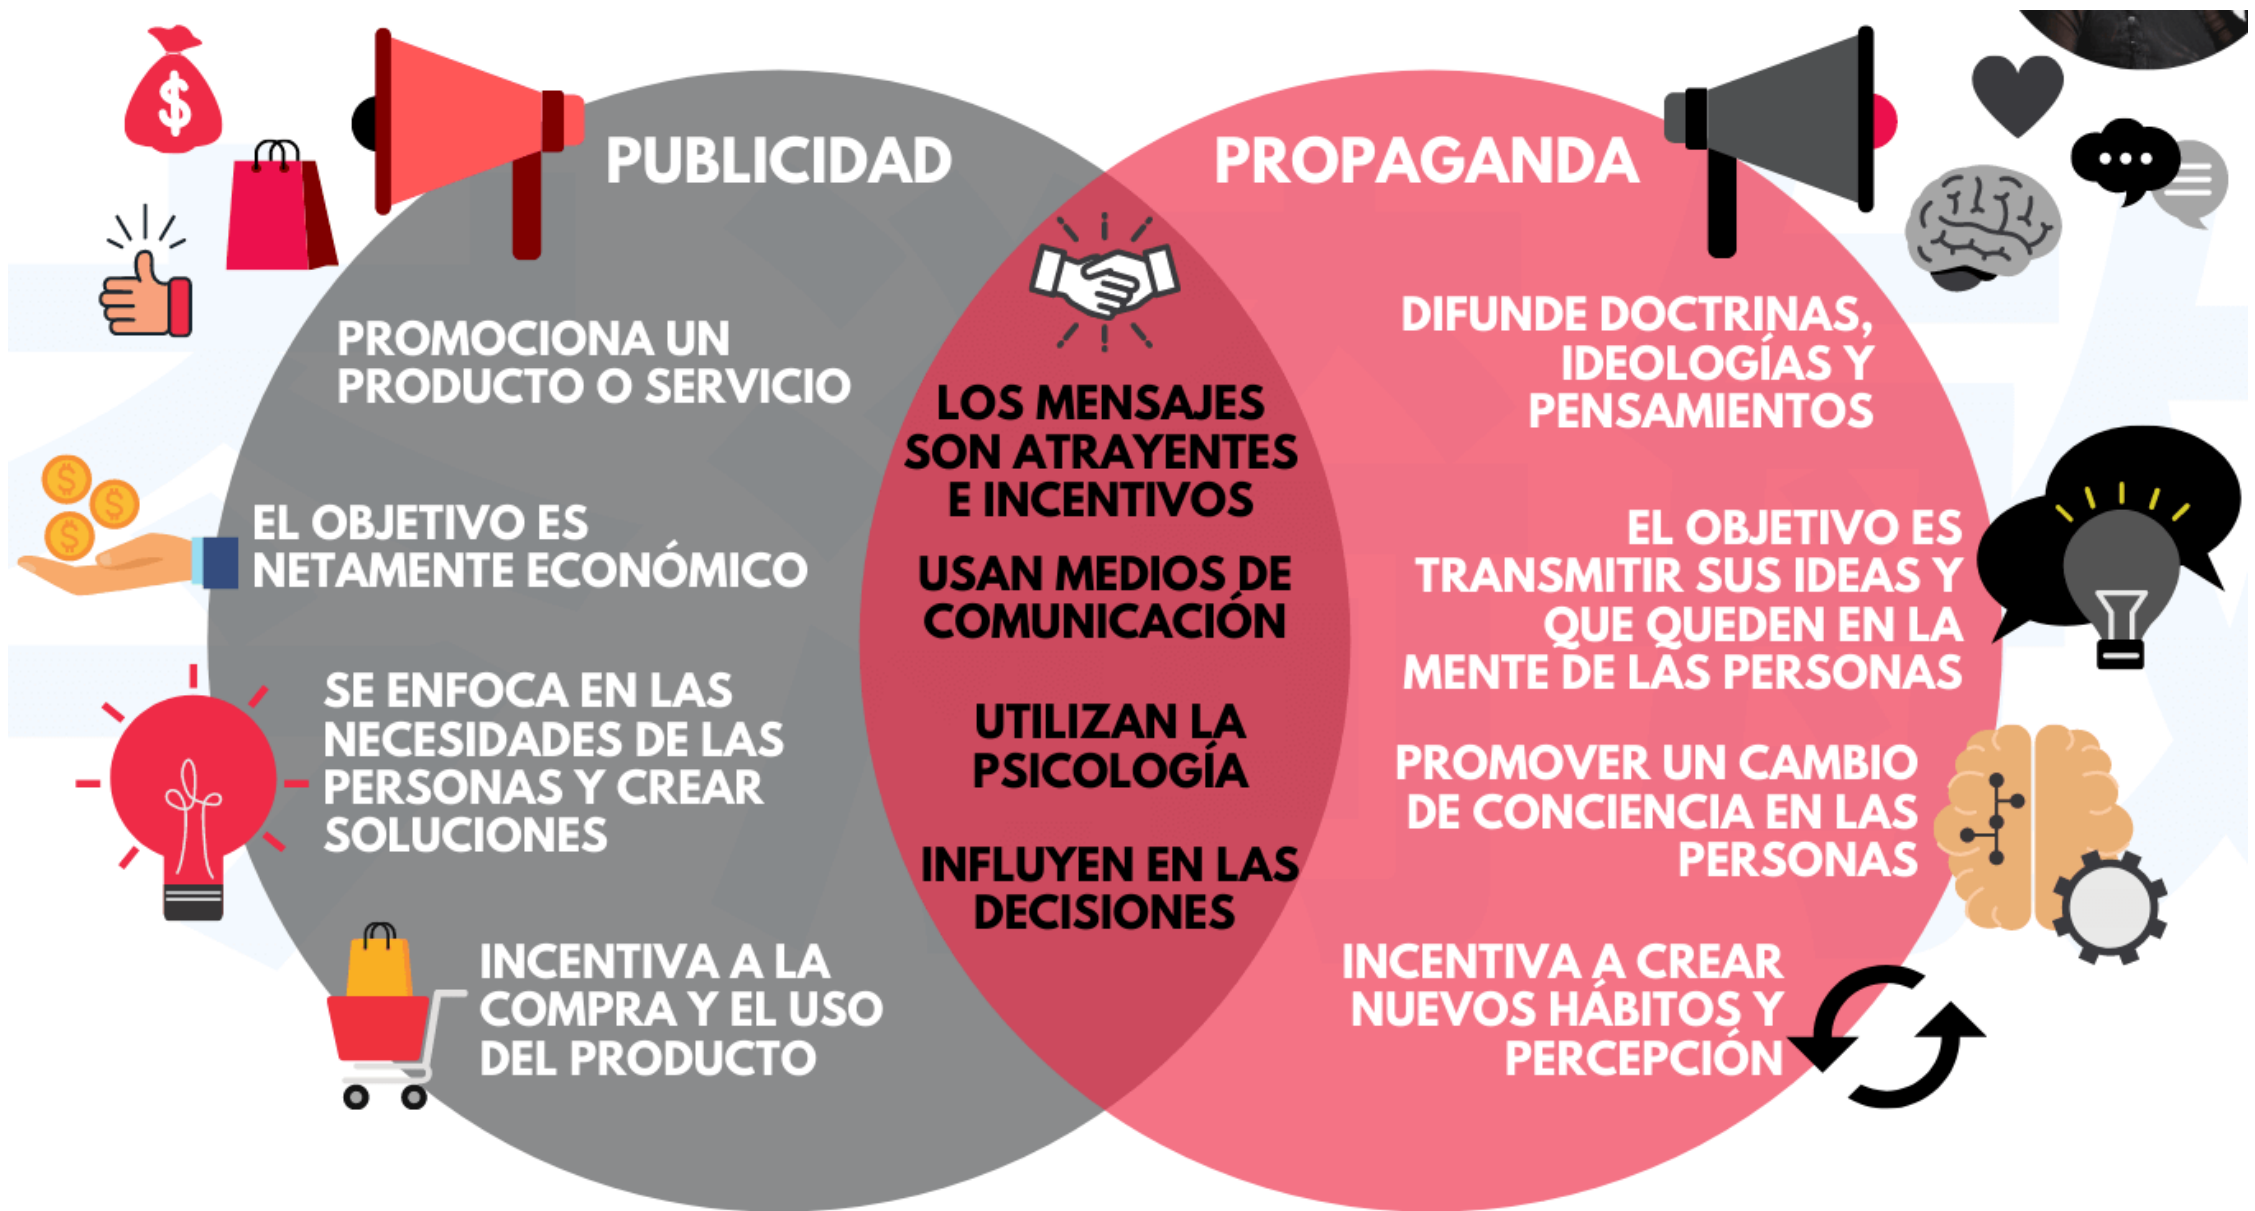 PUBLICIDAD
PROMOCIONA UN
PRODUCTO O SERVICIO
EL OBJETIVO ES
NETAMENTE ECONÓMICO
SE ENFOCA EN LAS
NECESIDADES DE LAS
PERSONAS Y CREAR
SOLUCIONES
INCENTIVA A LA
COMPRA Y EL USO
DEL PRODUCTO
LOS MENSAJES
SON ATRAYENTES
E INCENTIVOS
USAN MEDIOS DE
COMUNICACIÓN
UTILIZAN LA
PSICOLOGÍA
INFLUYEN EN LAS
DECISIONES
PROPAGANDA
DIFUNDE DOCTRINAS,
IDEOLOGÍAS Y
PENSAMIENTOS
EL OBJETIVO ES
TRANSMITIR SUS IDEAS Y
QUE QUEDEN EN LA
MENTE DE LAS PERSONAS
PROMOVER UN CAMBIO
DE CONCIENCIA EN LAS
PERSONAS
INCENTIVA A CREAR
NUEVOS HÁBITOS Y
PERCEPCIÓN